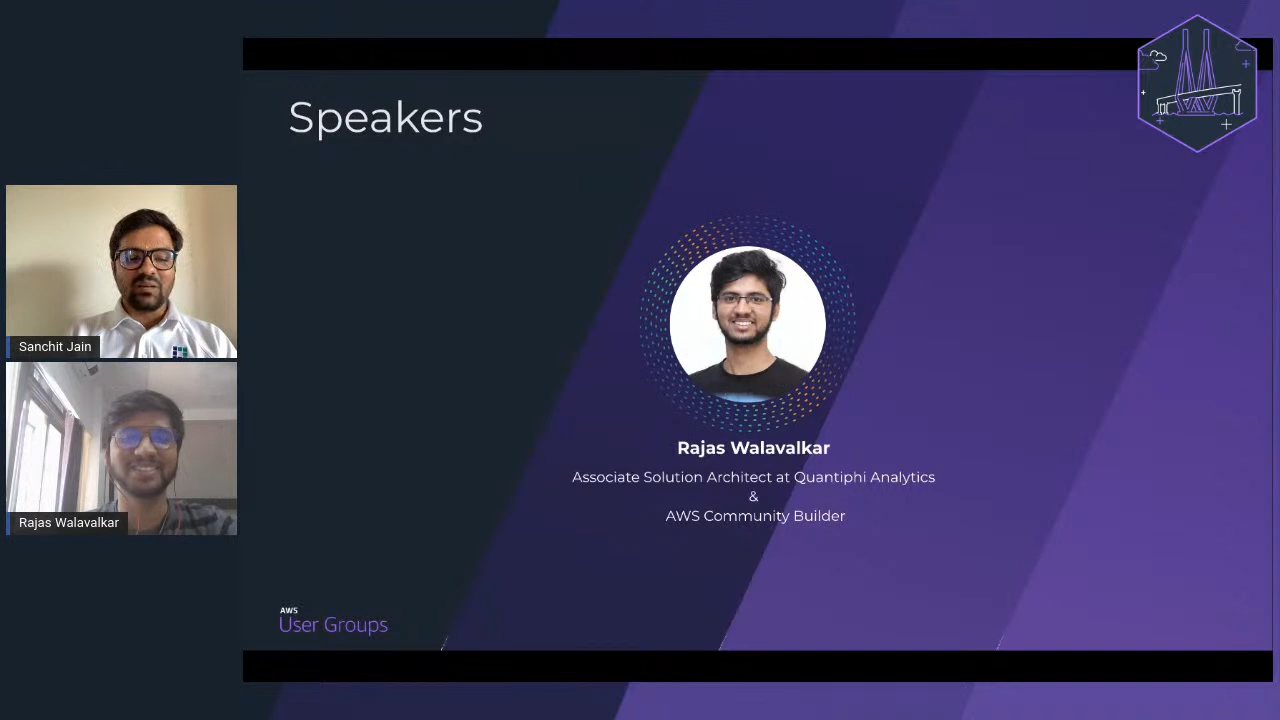 Speakers
Sanchit Jain
Rajas Walavalkar
Rajas Walavalkar
Associate Solution Architect at Quantiphi Analytics
&
AWS Community Builder
AWS
User Groups